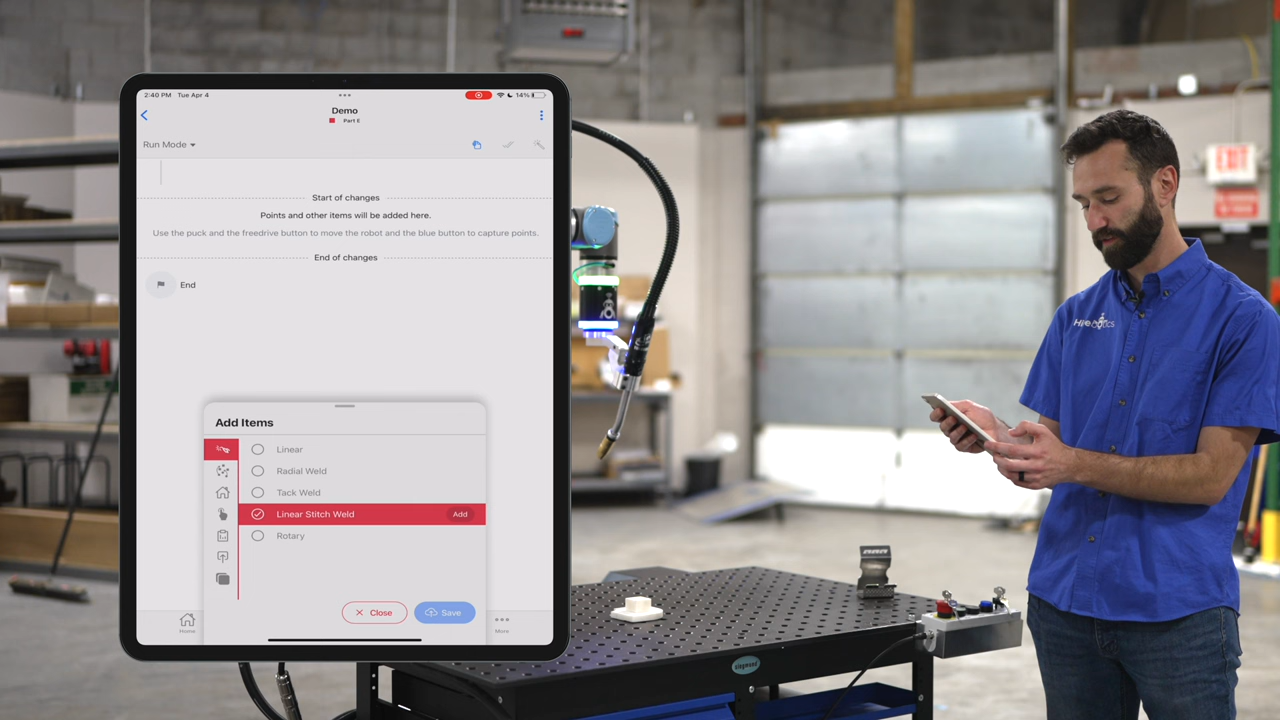 2:40 PM Tue Apr 4
14%
Demo
Part E
Run Mode
Start of changes
Points and other items will be added here.
Use the puck and the freedrive button to move the robot and the blue button to capture points.
End of changes
End
Add Items
Linear
Radial Weld
Tack Weld
Linear Stitch Weld Add
Rotary
Close
Save
Home
More
EXIT
siegmund